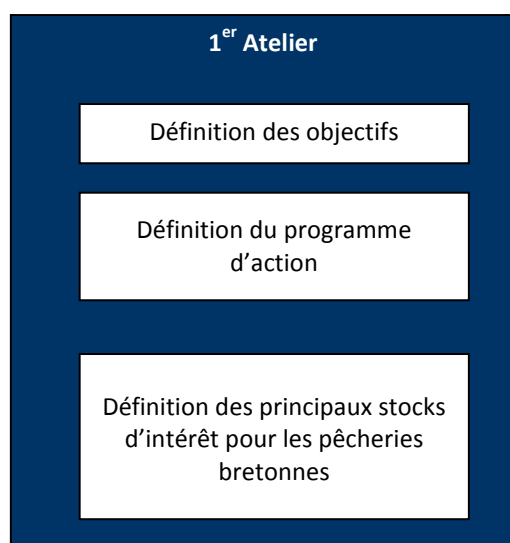 1er Atelier
Définition des objectifs
Définition du programme
d’action
Définition des principaux stocks
d’intérêt pour les pêcheries
bretonnes